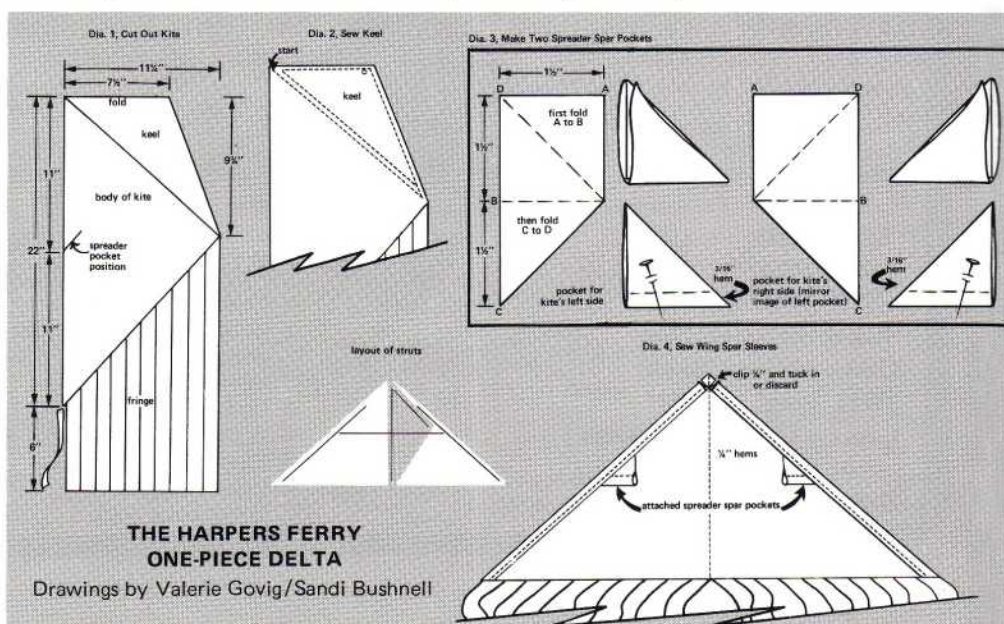 Dia. 1, Cut Out Kite
11¼"
7½"
fold
keel
9¾"
11"
body of kite
22"
spreader
pocket
position
11"
fringe
6"
Dia. 2, Sew Keel
start
keel
layout of struts
Dia. 3, Make Two Spreader Spar Pockets
1½"
D
A
first fold
A to B
1½"
B
then fold
C to D
1½"
pocket for
kite's left side
C
3/16"
hem
A
D
B
pocket for kite's
right side (mirror
image of left pocket)
C
3/16"
hem
Dia. 4, Sew Wing Spar Sleeves
clip ¾" and tuck in
or discard
hems
attached spreader spar pockets
THE HARPERS FERRY
ONE-PIECE DELTA
Drawings by Valerie Govig/Sandi Bushnell